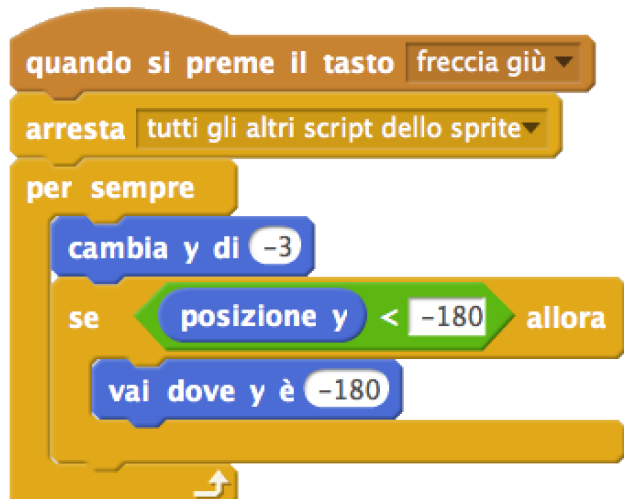 quando si preme il tasto freccia giù
arresta tutti gli altri script dello sprite
per sempre
cambia y di -3
se posizione y < -180 allora
vai dove y è -180